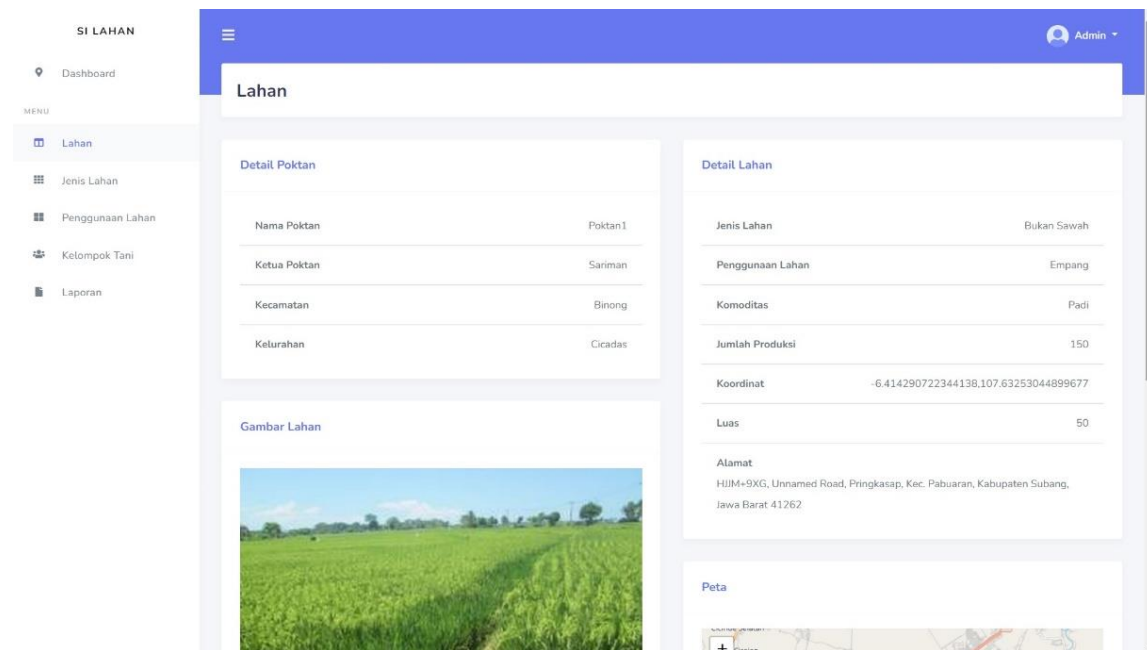 SI LAHAN
Dashboard
MENU
Lahan
Jenis Lahan
Penggunaan Lahan
Kelompok Tani
Laporan
Admin
Lahan
Detail Poktan
Nama Poktan Poktan1
Ketua Poktan Sariman
Kecamatan Binong
Kelurahan Cicadas
Gambar Lahan
Detail Lahan
Jenis Lahan Bukan Sawah
Penggunaan Lahan Empang
Komoditas Padi
Jumlah Produksi 150
Koordinat -6.414290722344138,107.63253044899677
Luas 50
Alamat
HJJM+9XG, Unnamed Road, Pringkasap, Kec. Pabuaran, Kabupaten Subang,
Jawa Barat 41262
Peta
+